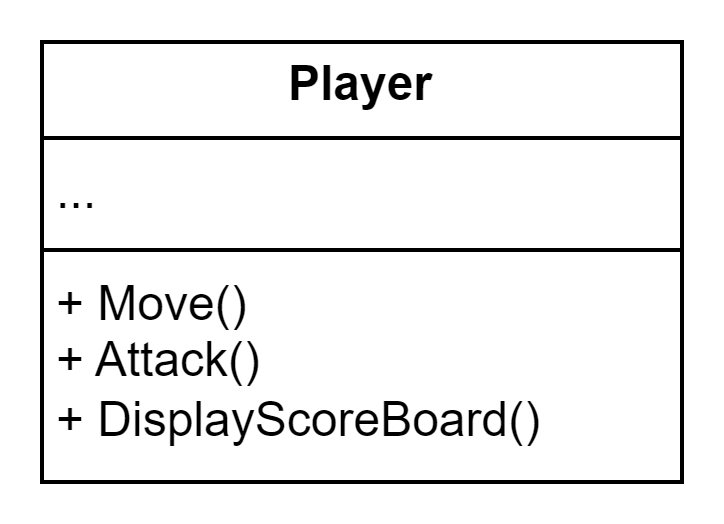 Player
...
+ Move()
+ Attack()
+ DisplayScoreBoard()